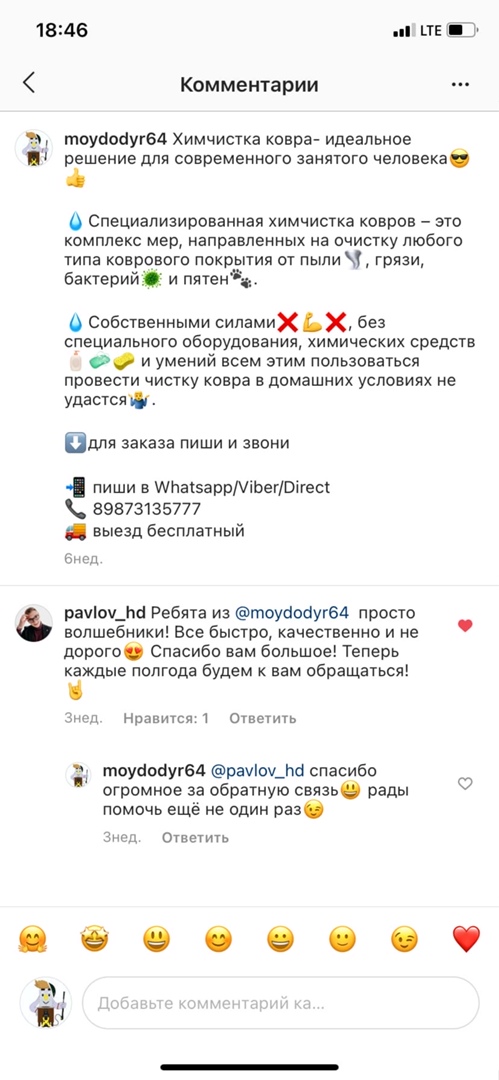 18:46
LTE
Комментарии
moydodyr64 Химчистка ковра- идеальное
решение для современного занятого человека😎
👍
💧Специализированная химчистка ковров – это
комплекс мер, направленных на очистку любого
типа коврового покрытия от пыли🌪, грязи,
бактерий🦠 и пятен🐾.
💧Собственными силами❌💪❌, без
специального оборудования, химических средств
🧴🧼🧽 и умений всем этим пользоваться
провести чистку ковра в домашних условиях не
удастся🤷‍♂️.
⬇️для заказа пиши и звони
📲 пиши в Whatsapp/Viber/Direct
📞 89873135777
🚚 выезд бесплатный
6нед.
pavlov_hd Ребята из @moydodyr64 просто
волшебники! Все быстро, качественно и не
дорого😍 Спасибо вам большое! Теперь
каждые полгода будем к вам обращаться!
🤘
3нед. Нравится: 1 Ответить
moydodyr64 @pavlov_hd спасибо
огромное за обратную связь😃 рады
помочь ещё не один раз😉
3нед. Ответить
🤗 🤩 😃 😊 😀 🙂 😉 ❤️
Добавьте комментарий ка...